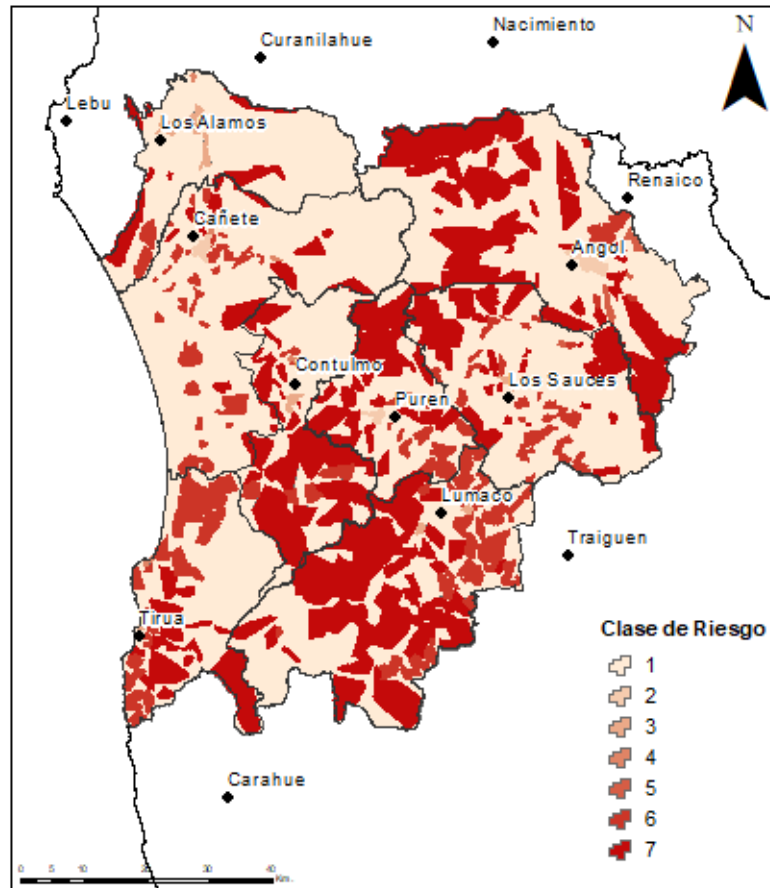 Nacimiento
N
Curanilahue
Lebu
Los Alamos
Renaico
Cañete
Angol
Contulmo
Los Sauces
Puren
Lumaco
Traiguen
Tirua
Clase de Riesgo
1
2
3
4
5
6
7
Carahue
0 5 10 20 30 40
Km.